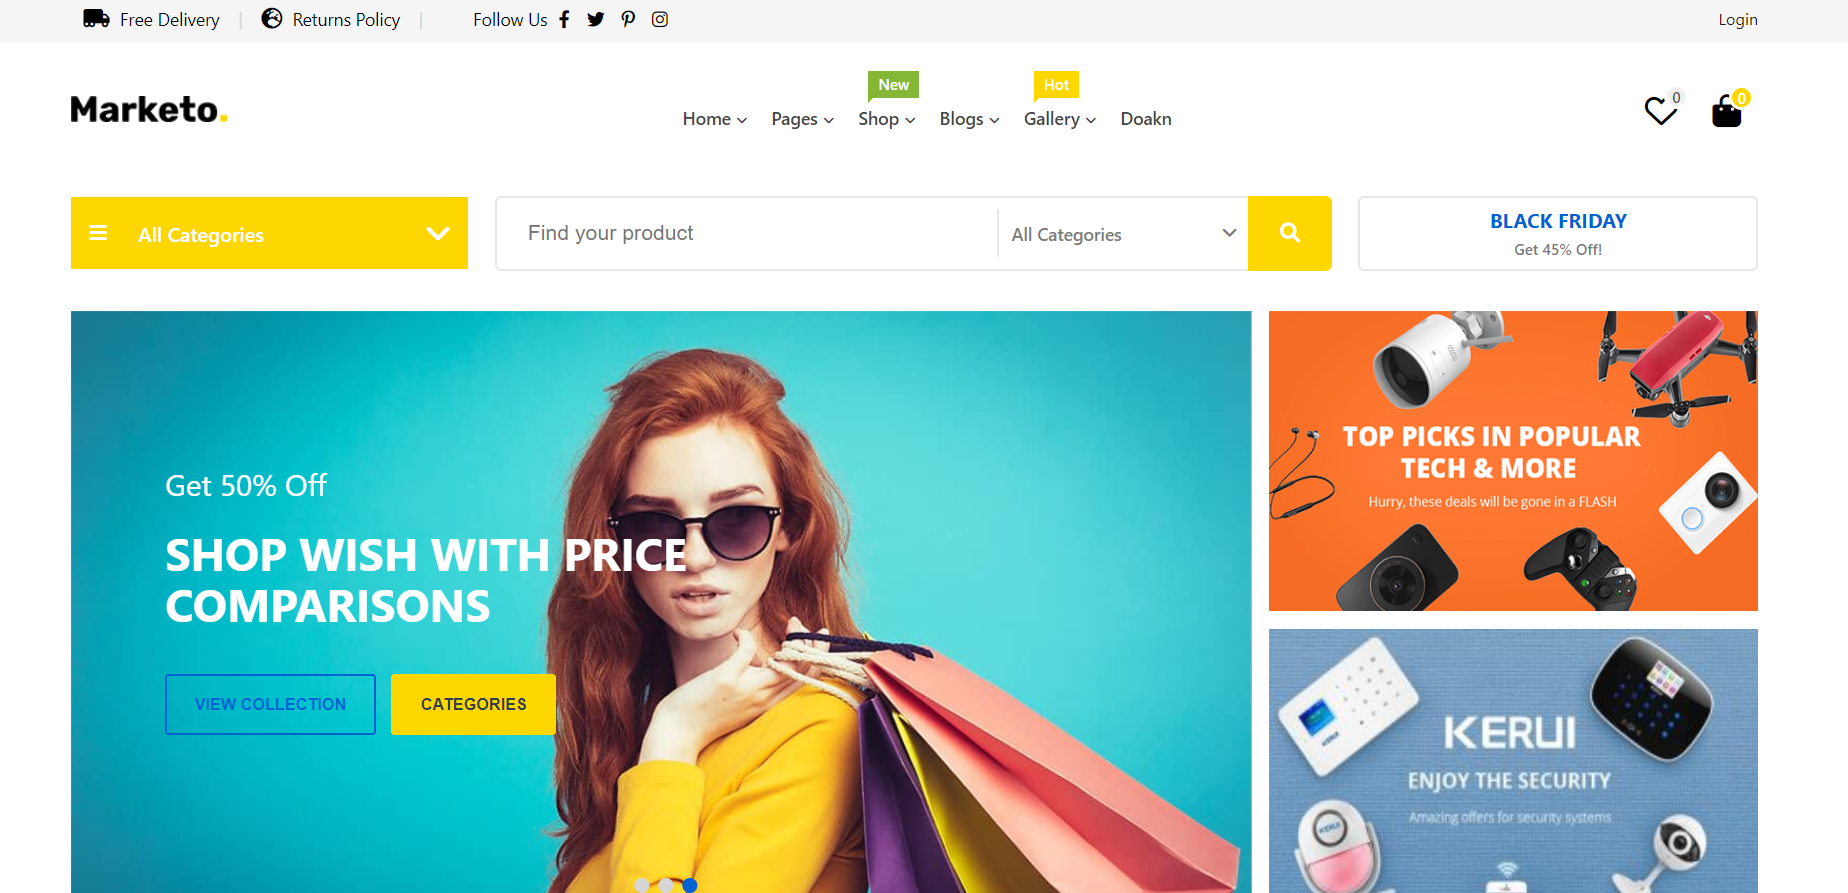 Free Delivery | Returns Policy | Follow Us
Login
Marketo.
New
Hot
Home Pages Shop Blogs Gallery Doakn
0
0
All Categories
Find your product
All Categories
BLACK FRIDAY
Get 45% Off!
Get 50% Off
SHOP WISH WITH PRICE
COMPARISONS
VIEW COLLECTION
CATEGORIES
TOP PICKS IN POPULAR
TECH & MORE
Hurry, these deals will be gone in a FLASH
KERUI
ENJOY THE SECURITY
Amazing offers for security systems
KERUI